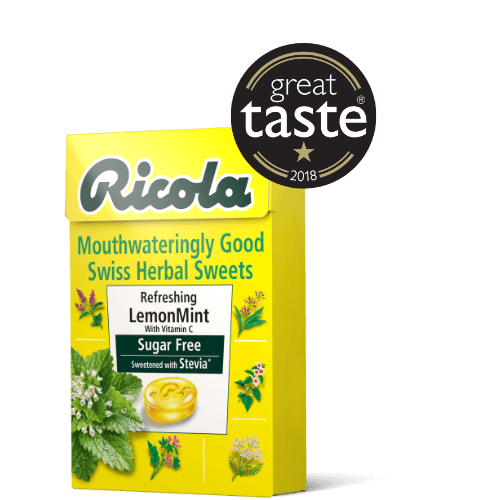 great
taste®
2018
Ricola
Mouthwateringly Good
Swiss Herbal Sweets
Refreshing
LemonMint
With Vitamin C
Sugar Free
Sweetened with Stevia*